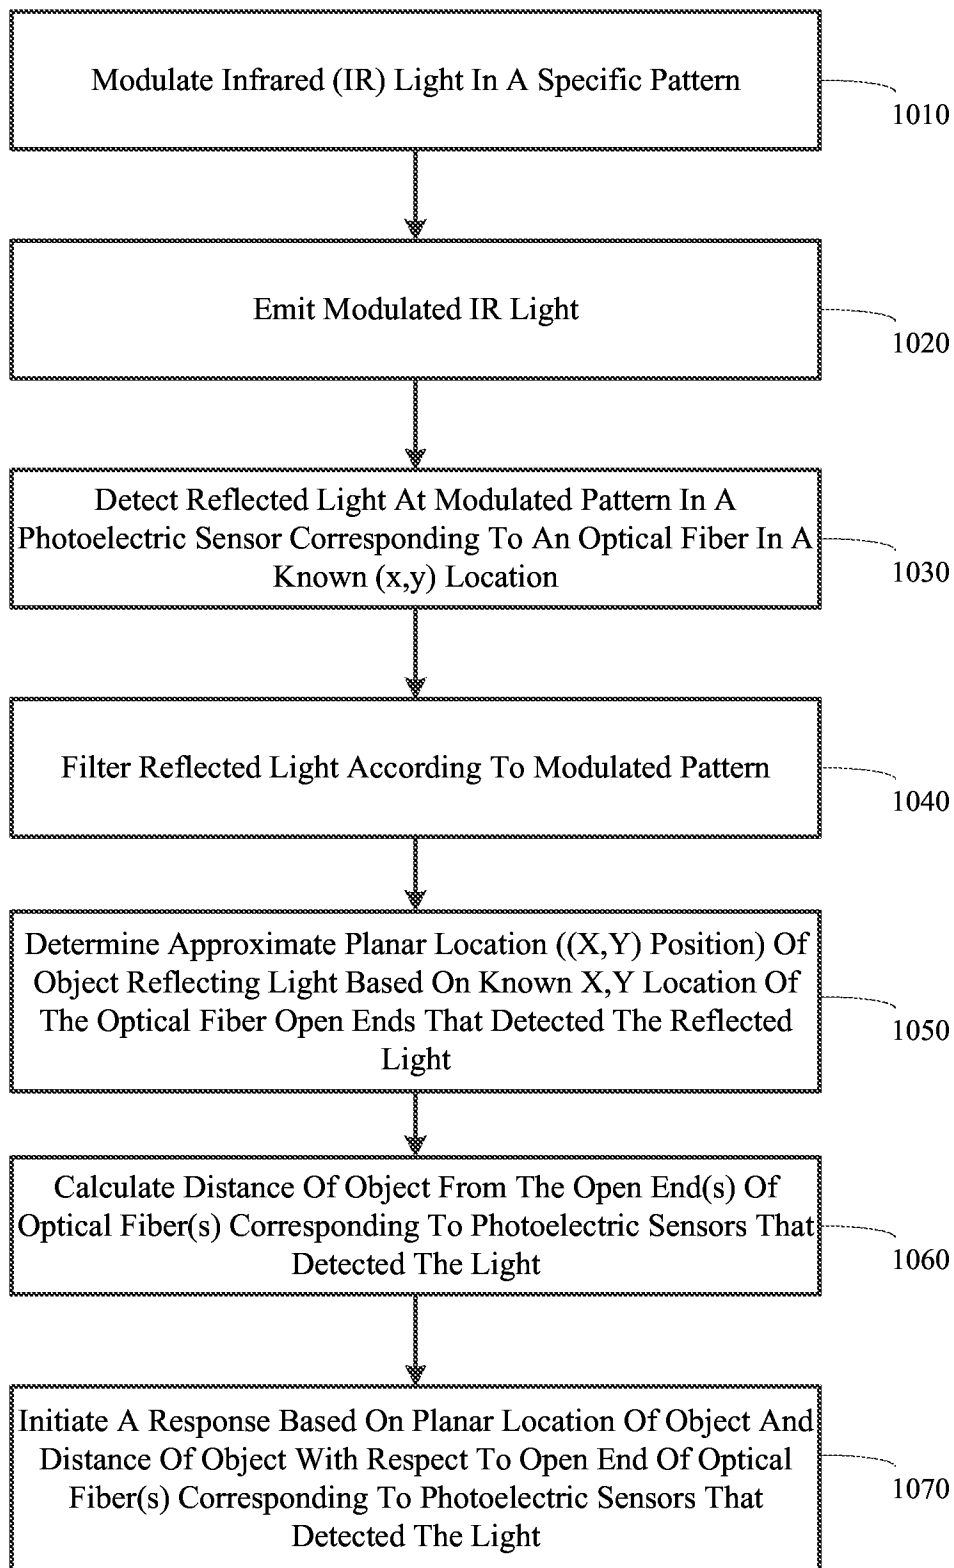 Modulate Infrared (IR) Light In A Specific Pattern
1010
Emit Modulated IR Light
1020
Detect Reflected Light At Modulated Pattern In A
Photoelectric Sensor Corresponding To An Optical Fiber In A
Known (x,y) Location
1030
Filter Reflected Light According To Modulated Pattern
1040
Determine Approximate Planar Location ((X,Y) Position) Of
Object Reflecting Light Based On Known X,Y Location Of
The Optical Fiber Open Ends That Detected The Reflected
Light
1050
Calculate Distance Of Object From The Open End(s) Of
Optical Fiber(s) Corresponding To Photoelectric Sensors That
Detected The Light
1060
Initiate A Response Based On Planar Location Of Object And
Distance Of Object With Respect To Open End Of Optical
Fiber(s) Corresponding To Photoelectric Sensors That
Detected The Light
1070